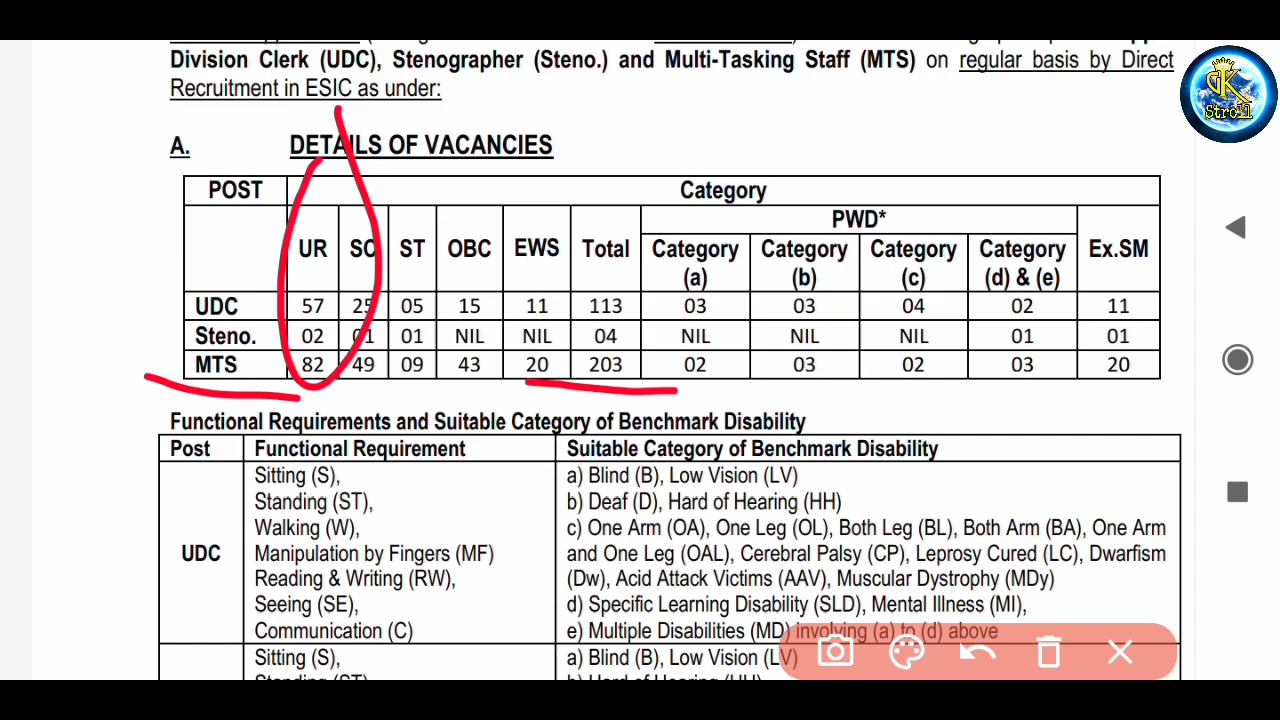 Division Clerk (UDC), Stenographer (Steno.) and Multi-Tasking Staff (MTS) on regular basis by Direct
Recruitment in ESIC as under:
A. DETAILS OF VACANCIES
POST Category
PWD*
UR SC ST OBC EWS Total Category (a) Category (b) Category (c) Category (d) & (e) Ex.SM
UDC 57 25 05 15 11 113 03 03 04 02 11
Steno. 02 01 01 NIL NIL 04 NIL NIL NIL 01 01
MTS 82 49 09 43 20 203 02 03 02 03 20
Functional Requirements and Suitable Category of Benchmark Disability
Post Functional Requirement Suitable Category of Benchmark Disability
UDC
Sitting (S),
Standing (ST),
Walking (W),
Manipulation by Fingers (MF)
Reading & Writing (RW),
Seeing (SE),
Communication (C)
a) Blind (B), Low Vision (LV)
b) Deaf (D), Hard of Hearing (HH)
c) One Arm (OA), One Leg (OL), Both Leg (BL), Both Arm (BA), One Arm
and One Leg (OAL), Cerebral Palsy (CP), Leprosy Cured (LC), Dwarfism
(Dw), Acid Attack Victims (AAV), Muscular Dystrophy (MDy)
d) Specific Learning Disability (SLD), Mental Illness (MI),
e) Multiple Disabilities (MD) involving (a) to (d) above
Sitting (S),
a) Blind (B), Low Vision (LV)
GK
Stroll